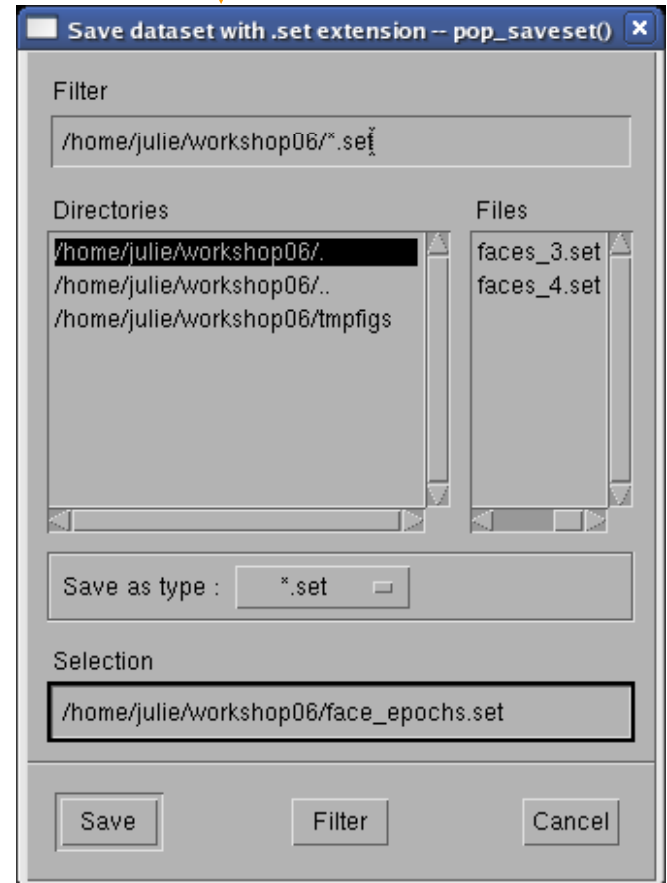 Save dataset with .set extension -- pop_saveset()
Filter
/home/julie/workshop06/*.set
Directories
Files
/home/julie/workshop06/.
/home/julie/workshop06/..
/home/julie/workshop06/tmpfigs
faces_3.set
faces_4.set
Save as type : *.set
Selection
/home/julie/workshop06/face_epochs.set
Save Filter Cancel